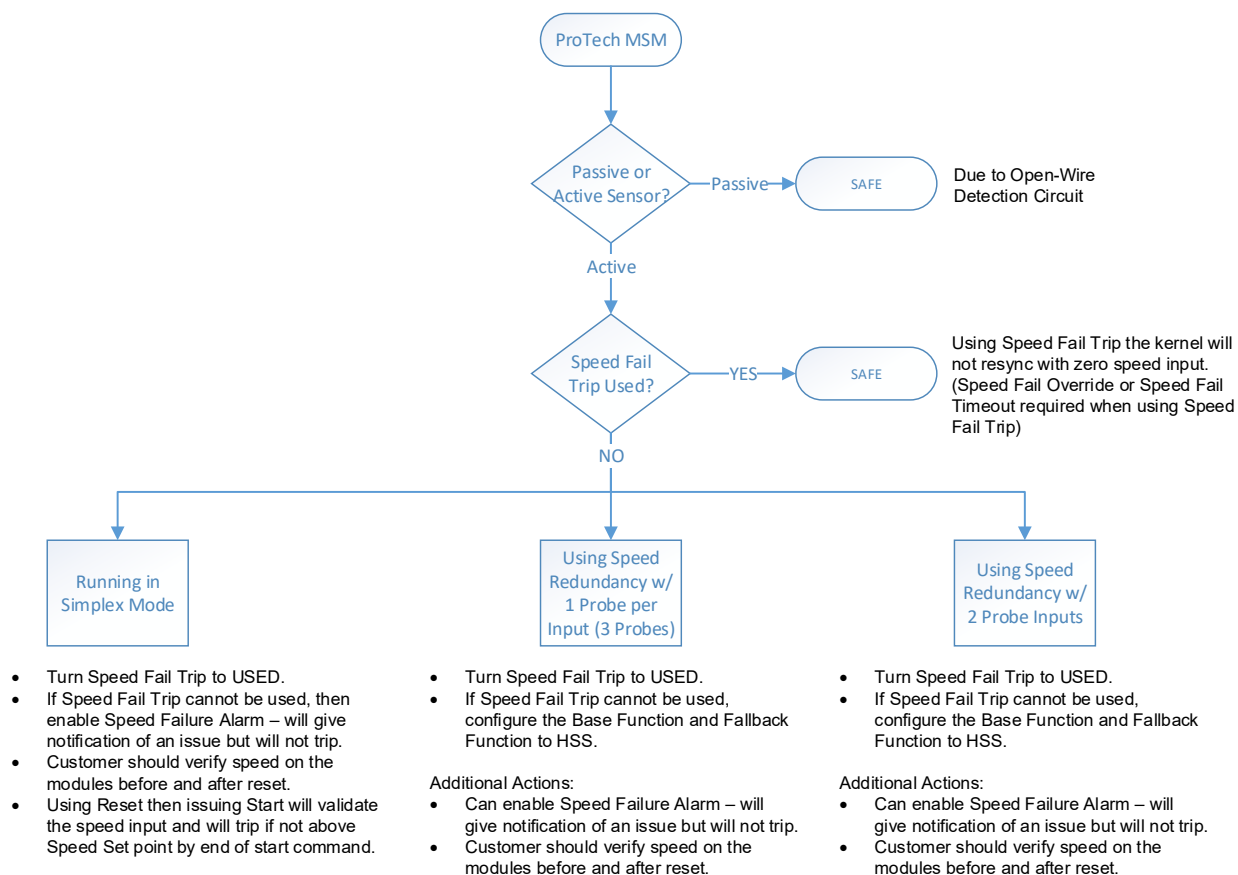 ProTech MSM
Passive or
Active Sensor?
Passive
SAFE
Due to Open-Wire
Detection Circuit
Active
Speed Fail
Trip Used?
YES
SAFE
Using Speed Fail Trip the kernel will
not resync with zero speed input.
(Speed Fail Override or Speed Fail
Timeout required when using Speed
Fail Trip)
NO
Running in
Simplex Mode
• Turn Speed Fail Trip to USED.
• If Speed Fail Trip cannot be used, then
enable Speed Failure Alarm – will give
notification of an issue but will not trip.
• Customer should verify speed on the
modules before and after reset.
• Using Reset then issuing Start will validate
the speed input and will trip if not above
Speed Set point by end of start command.
Using Speed
Redundancy w/
1 Probe per
Input (3 Probes)
• Turn Speed Fail Trip to USED.
• If Speed Fail Trip cannot be used,
configure the Base Function and Fallback
Function to HSS.
Additional Actions:
• Can enable Speed Failure Alarm – will
give notification of an issue but will not trip.
• Customer should verify speed on the
modules before and after reset.
Using Speed
Redundancy w/
2 Probe Inputs
• Turn Speed Fail Trip to USED.
• If Speed Fail Trip cannot be used,
configure the Base Function and Fallback
Function to HSS.
Additional Actions:
• Can enable Speed Failure Alarm – will
give notification of an issue but will not trip.
• Customer should verify speed on the
modules before and after reset.